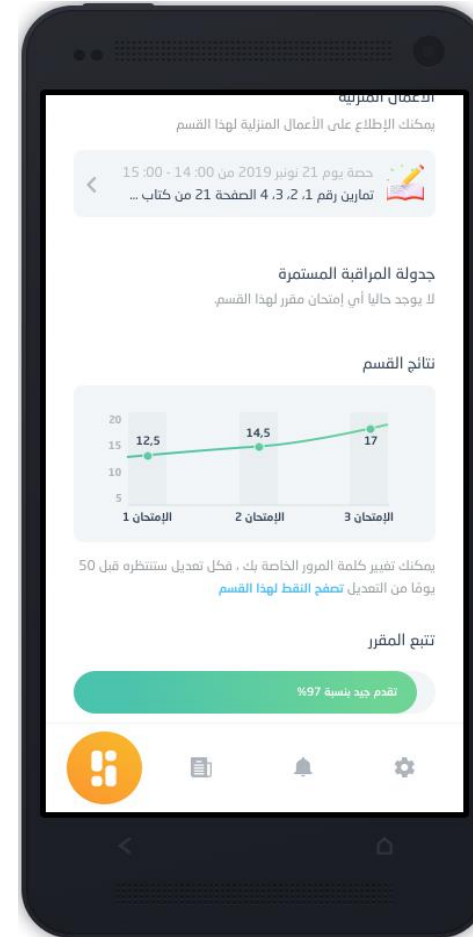 الأعمال المنزلية
يمكنك الإطلاع على الأعمال المنزلية لهذا القسم
حصة يوم 21 نونبر 2019 من 00: 14 - 00: 15
تمارين رقم 1، 2، 3، 4 الصفحة 21 من كتاب ...
جدولة المراقبة المستمرة
لا يوجد حاليا أي إمتحان مقرر لهذا القسم.
نتائج القسم
20
15
10
5
12,5
14,5
17
الإمتحان 1
الإمتحان 2
الإمتحان 3
يمكنك تغيير كلمة المرور الخاصة بك ، فكل تعديل ستنتظره قبل 50
يومًا من التعديل تصفح النقط لهذا القسم
تتبع المقرر
تقدم جيد بنسبة 97%